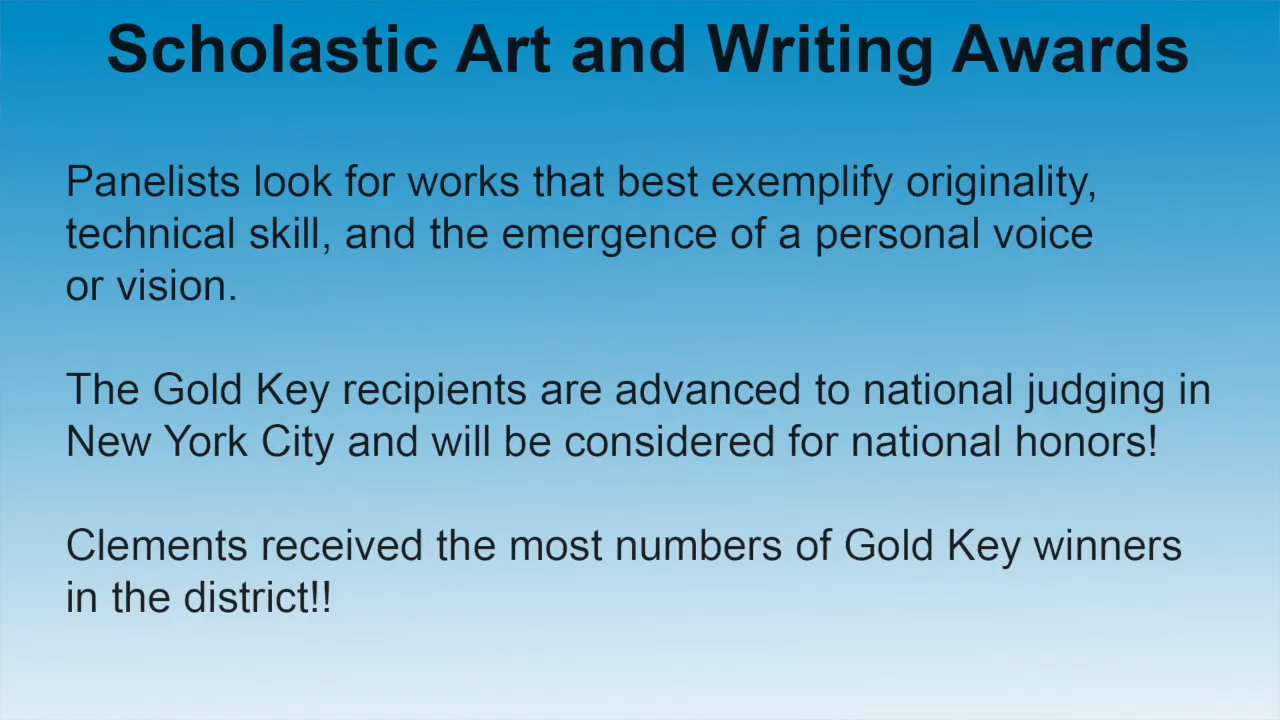 Scholastic Art and Writing Awards
Panelists look for works that best exemplify originality,
technical skill, and the emergence of a personal voice
or vision.
The Gold Key recipients are advanced to national judging in
New York City and will be considered for national honors!
Clements received the most numbers of Gold Key winners
in the district!!